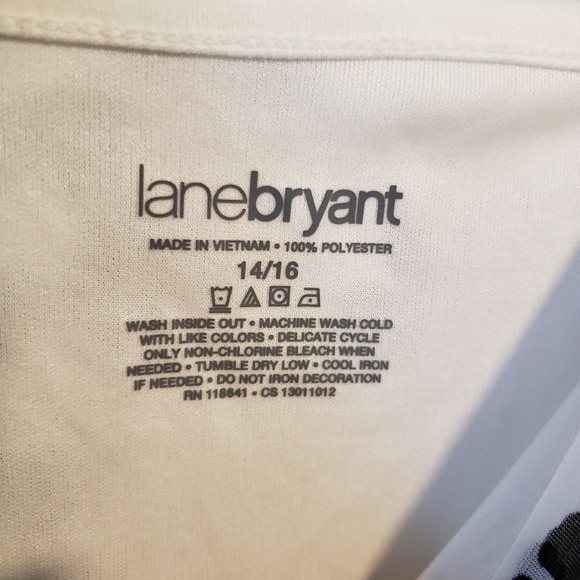 lanebryant
MADE IN VIETNAM • 100% POLYESTER
14/16
WASH INSIDE OUT • MACHINE WASH COLD
WITH LIKE COLORS • DELICATE CYCLE
ONLY NON-CHLORINE BLEACH WHEN
NEEDED • TUMBLE DRY LOW • COOL IRON
IF NEEDED • DO NOT IRON DECORATION
RN 118641 • CS 13011012